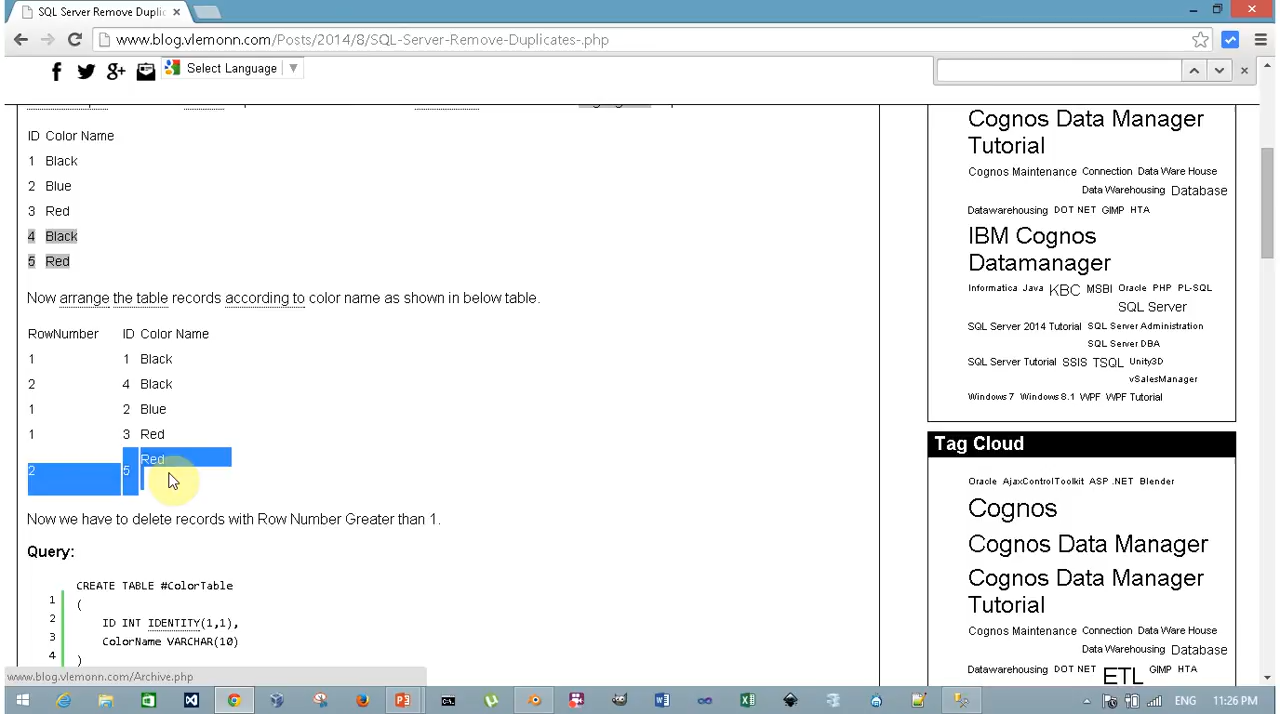 SQL Server Remove Duplic
www.blog.vlemonn.com/Posts/2014/8/SQL-Server-Remove-Duplicates-.php
Select Language
ID Color Name
1 Black
2 Blue
3 Red
4 Black
5 Red
Now arrange the table records according to color name as shown in below table.
RowNumber ID Color Name
1 1 Black
2 4 Black
1 2 Blue
1 3 Red
2 5 Red
Now we have to delete records with Row Number Greater than 1.
Query:
CREATE TABLE #ColorTable
1 (
2 ID INT IDENTITY(1,1),
3 ColorName VARCHAR(10)
4 )
Cognos Data Manager
Tutorial
Cognos Maintenance Connection Data Ware House
Data Warehousing Database
Datawarehousing DOT NET GIMP HTA
IBM Cognos
Datamanager
Informatica Java KBC MSBI Oracle PHP PL-SQL
SQL Server
SQL Server 2014 Tutorial SQL Server Administration
SQL Server DBA
SQL Server Tutorial SSIS TSQL Unity3D
vSalesManager
Windows 7 Windows 8.1 WPF WPF Tutorial
Tag Cloud
Oracle AjaxControlToolkit ASP .NET Blender
Cognos
Cognos Data Manager
Cognos Data Manager
Tutorial
Cognos Maintenance Connection Data Ware House
Data Warehousing Database
Datawarehousing ETL GIMP HTA
www.blog.vlemonn.com/Archive.php
ENG 11:26 PM